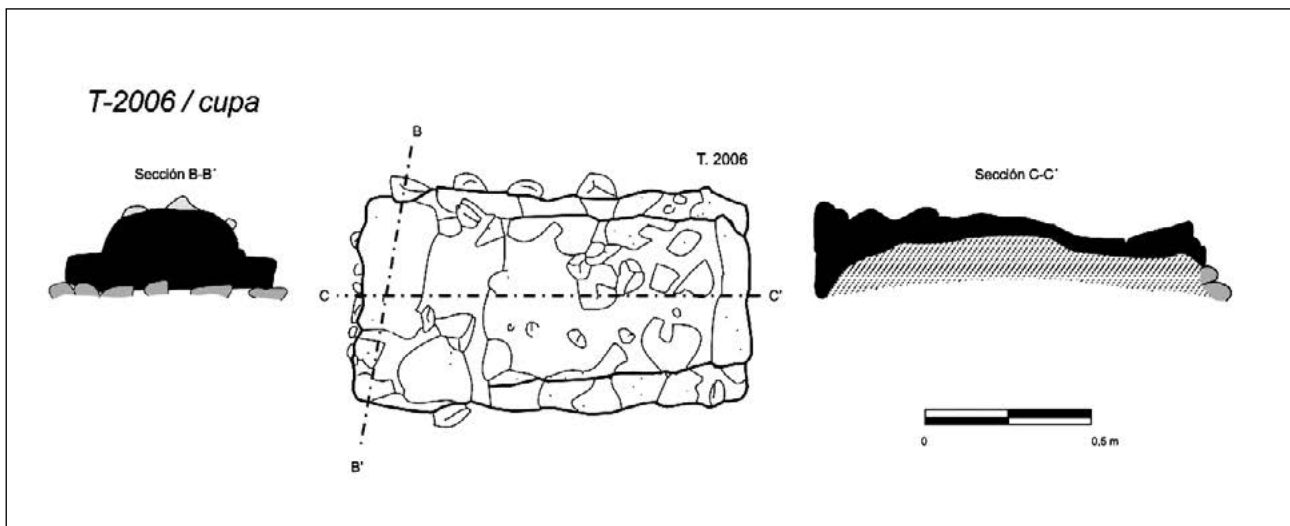 T-2006 / cupa
Sección B-B´
B
T. 2006
Sección C-C´
C
C'
B'
0
0,5 m